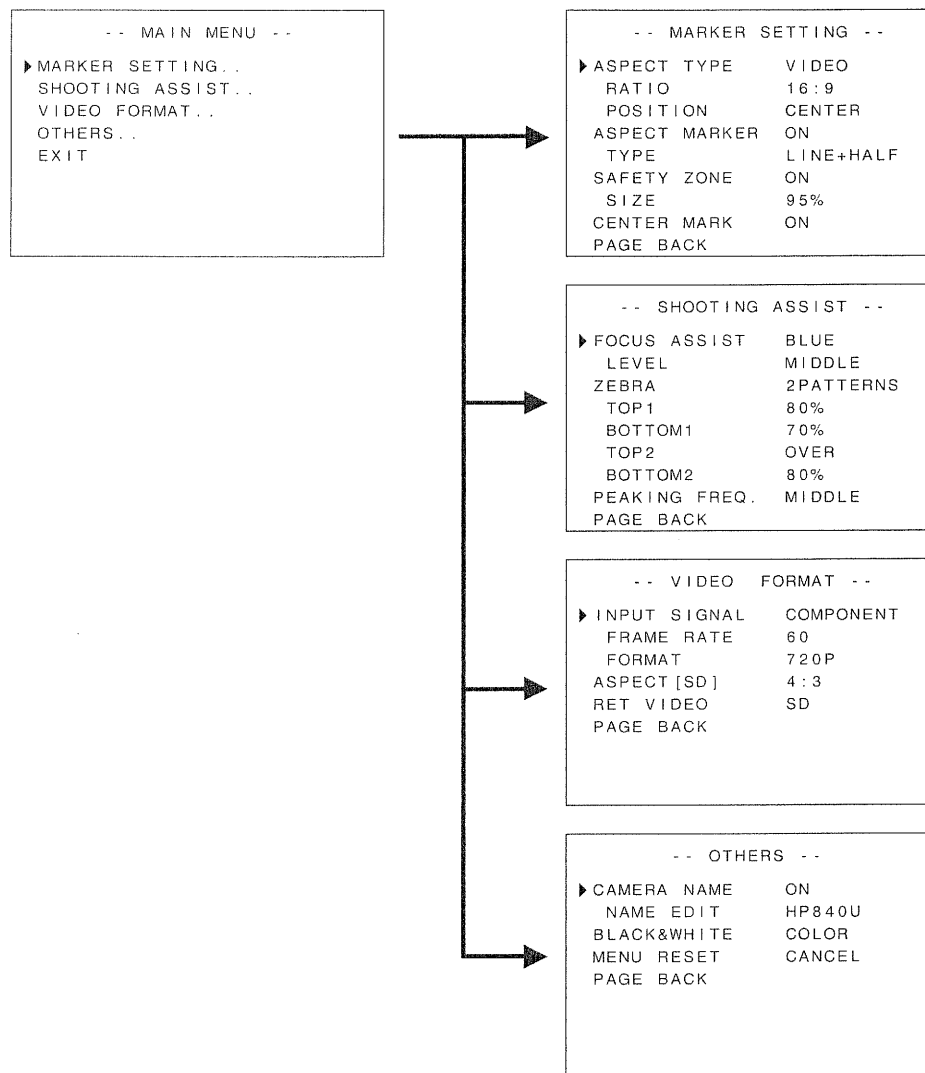 -- MAIN MENU --
MARKER SETTING..
SHOOTING ASSIST..
VIDEO FORMAT..
OTHERS..
EXIT
-- MARKER SETTING --
ASPECT TYPE VIDEO
RATIO 16:9
POSITION CENTER
ASPECT MARKER ON
TYPE LINE+HALF
SAFETY ZONE ON
SIZE 95%
CENTER MARK ON
PAGE BACK
-- SHOOTING ASSIST --
FOCUS ASSIST BLUE
LEVEL MIDDLE
ZEBRA 2PATTERNS
TOP1 80%
BOTTOM1 70%
TOP2 OVER
BOTTOM2 80%
PEAKING FREQ. MIDDLE
PAGE BACK
-- VIDEO FORMAT --
INPUT SIGNAL COMPONENT
FRAME RATE 60
FORMAT 720P
ASPECT[SD] 4:3
RET VIDEO SD
PAGE BACK
-- OTHERS --
CAMERA NAME ON
NAME EDIT HP840U
BLACK&WHITE COLOR
MENU RESET CANCEL
PAGE BACK